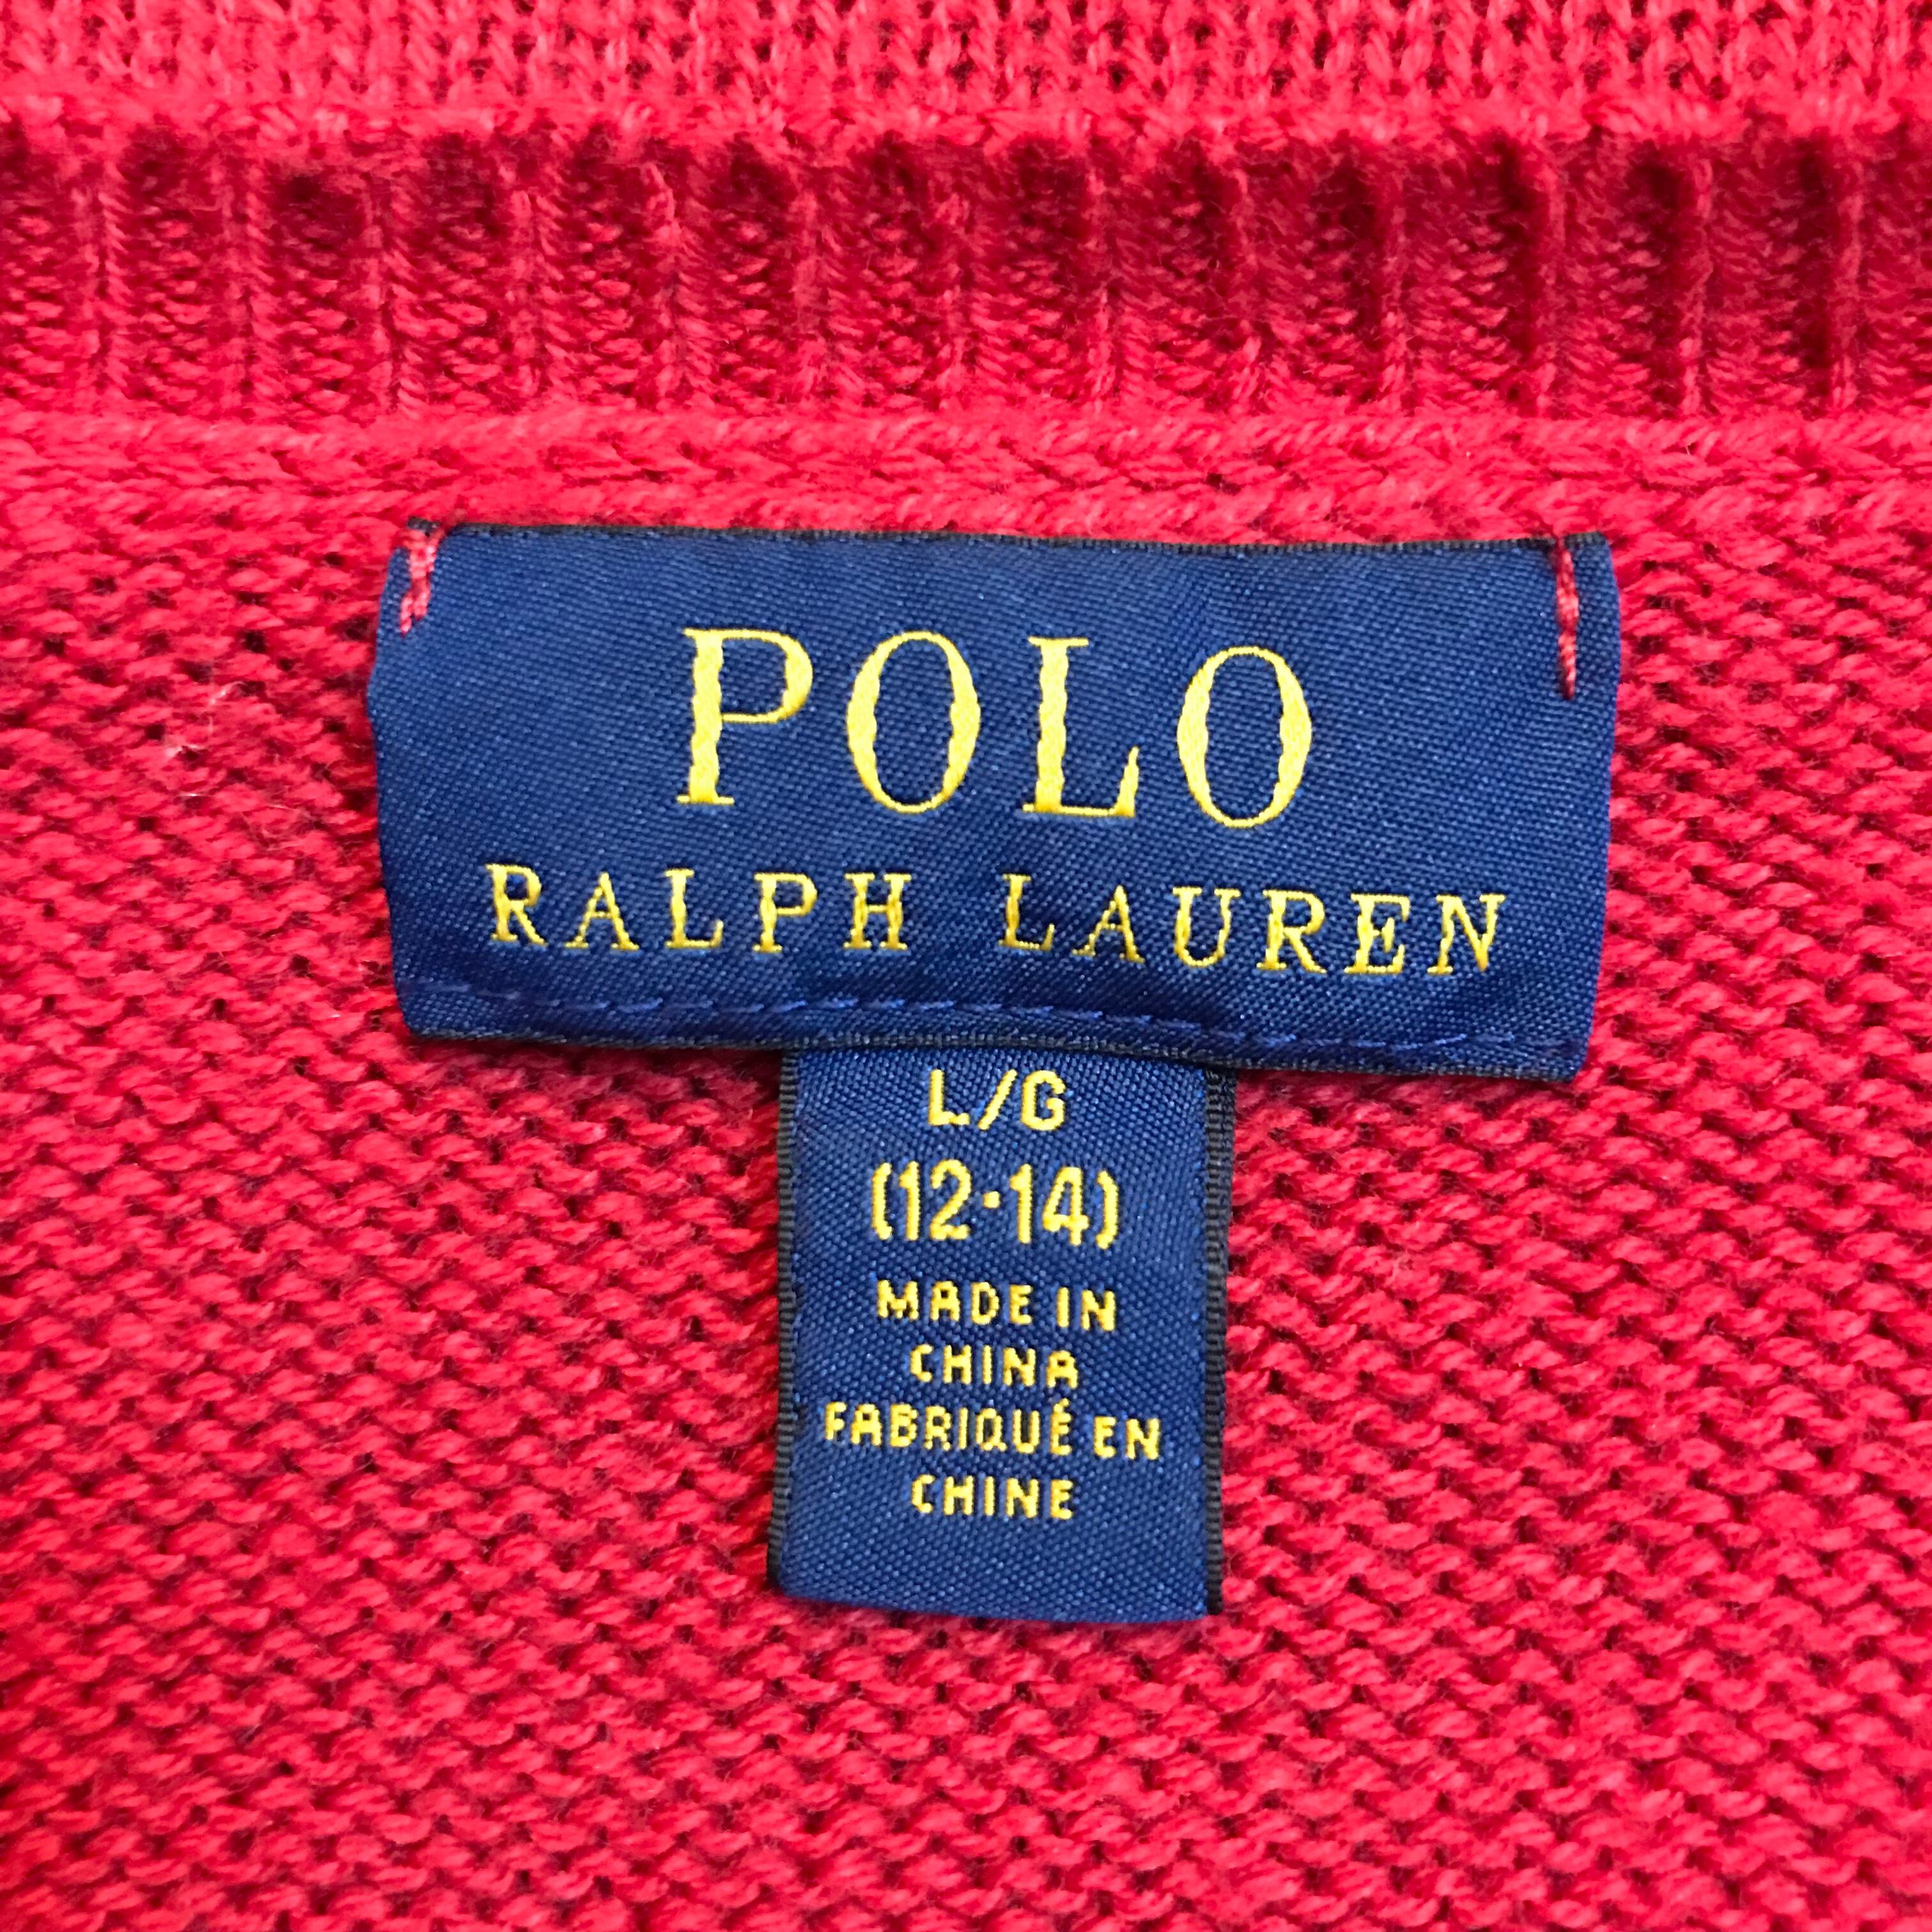 POLO
RALPH LAUREN
L/G
(12-14)
MADE IN
CHINA
FABRIQUÉ EN
CHINE